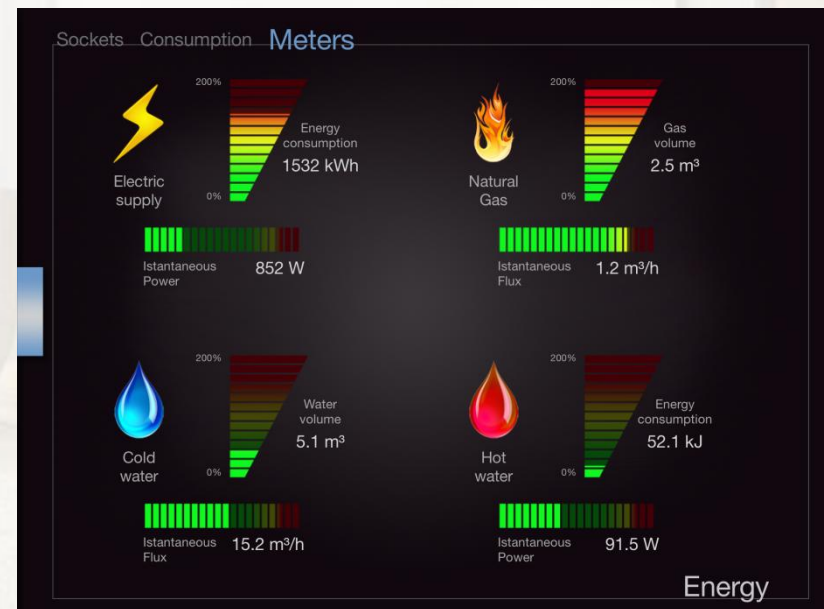 Sockets Consumption Meters
200%
Energy
consumption
1532 kWh
Electric
supply
0%
Istantaneous
Power
852 W
200%
Gas
volume
2.5 m³
Natural
Gas
0%
Istantaneous
Flux
1.2 m³/h
200%
Water
volume
5.1 m³
Cold
water
0%
Istantaneous
Flux
15.2 m³/h
200%
Energy
consumption
52.1 kJ
Hot
water
0%
Istantaneous
Power
91.5 W
Energy